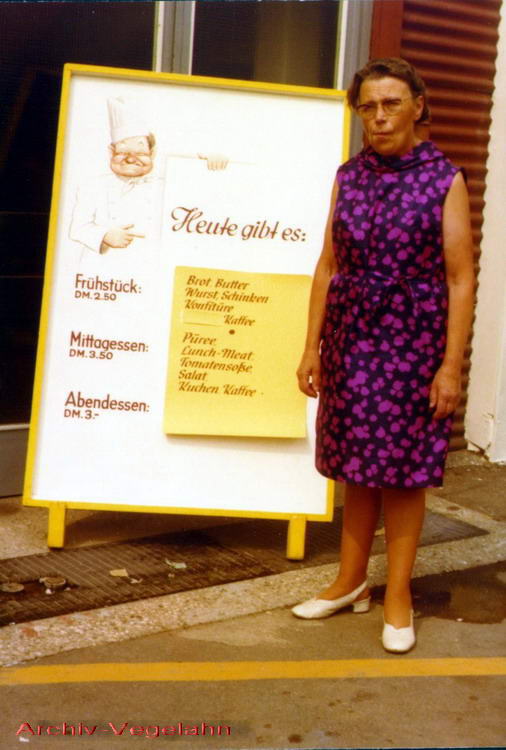 Heute gibt es:
Frühstück:
DM. 2.50
Mittagessen:
DM. 3.50
Abendessen:
DM. 3.-
Brot, Butter
Wurst, Schinken
Konfitüre
Kaffee
Püree,
Lunch-Meat,
Tomatensoße,
Salat
Kuchen, Kaffee
Archiv-Vegelahn